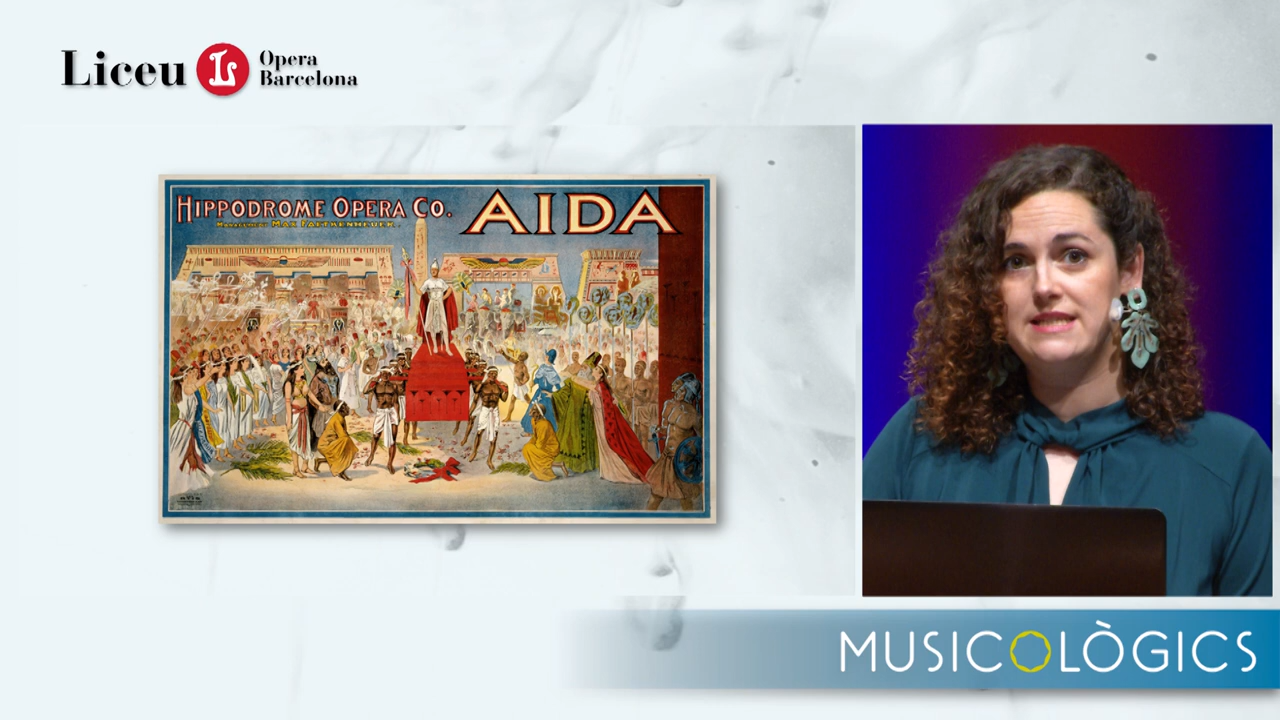 Liceu
Opera
Barcelona
HIPPODROME OPERA CO.
AIDA
MUSICOLÒGICS